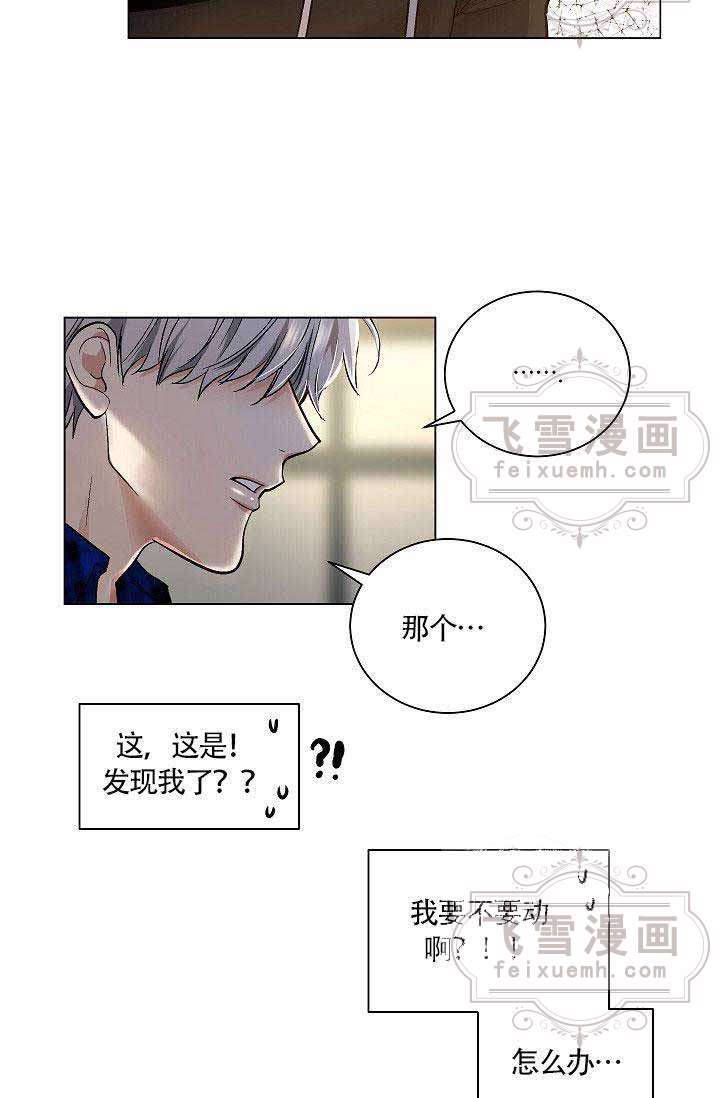 …….
飞雪漫画
feixuemh.com
那个…
这，这是！
发现我了？？
?!
我要不要动
啊？！！
飞雪漫画
feixuemh.com
怎么办…